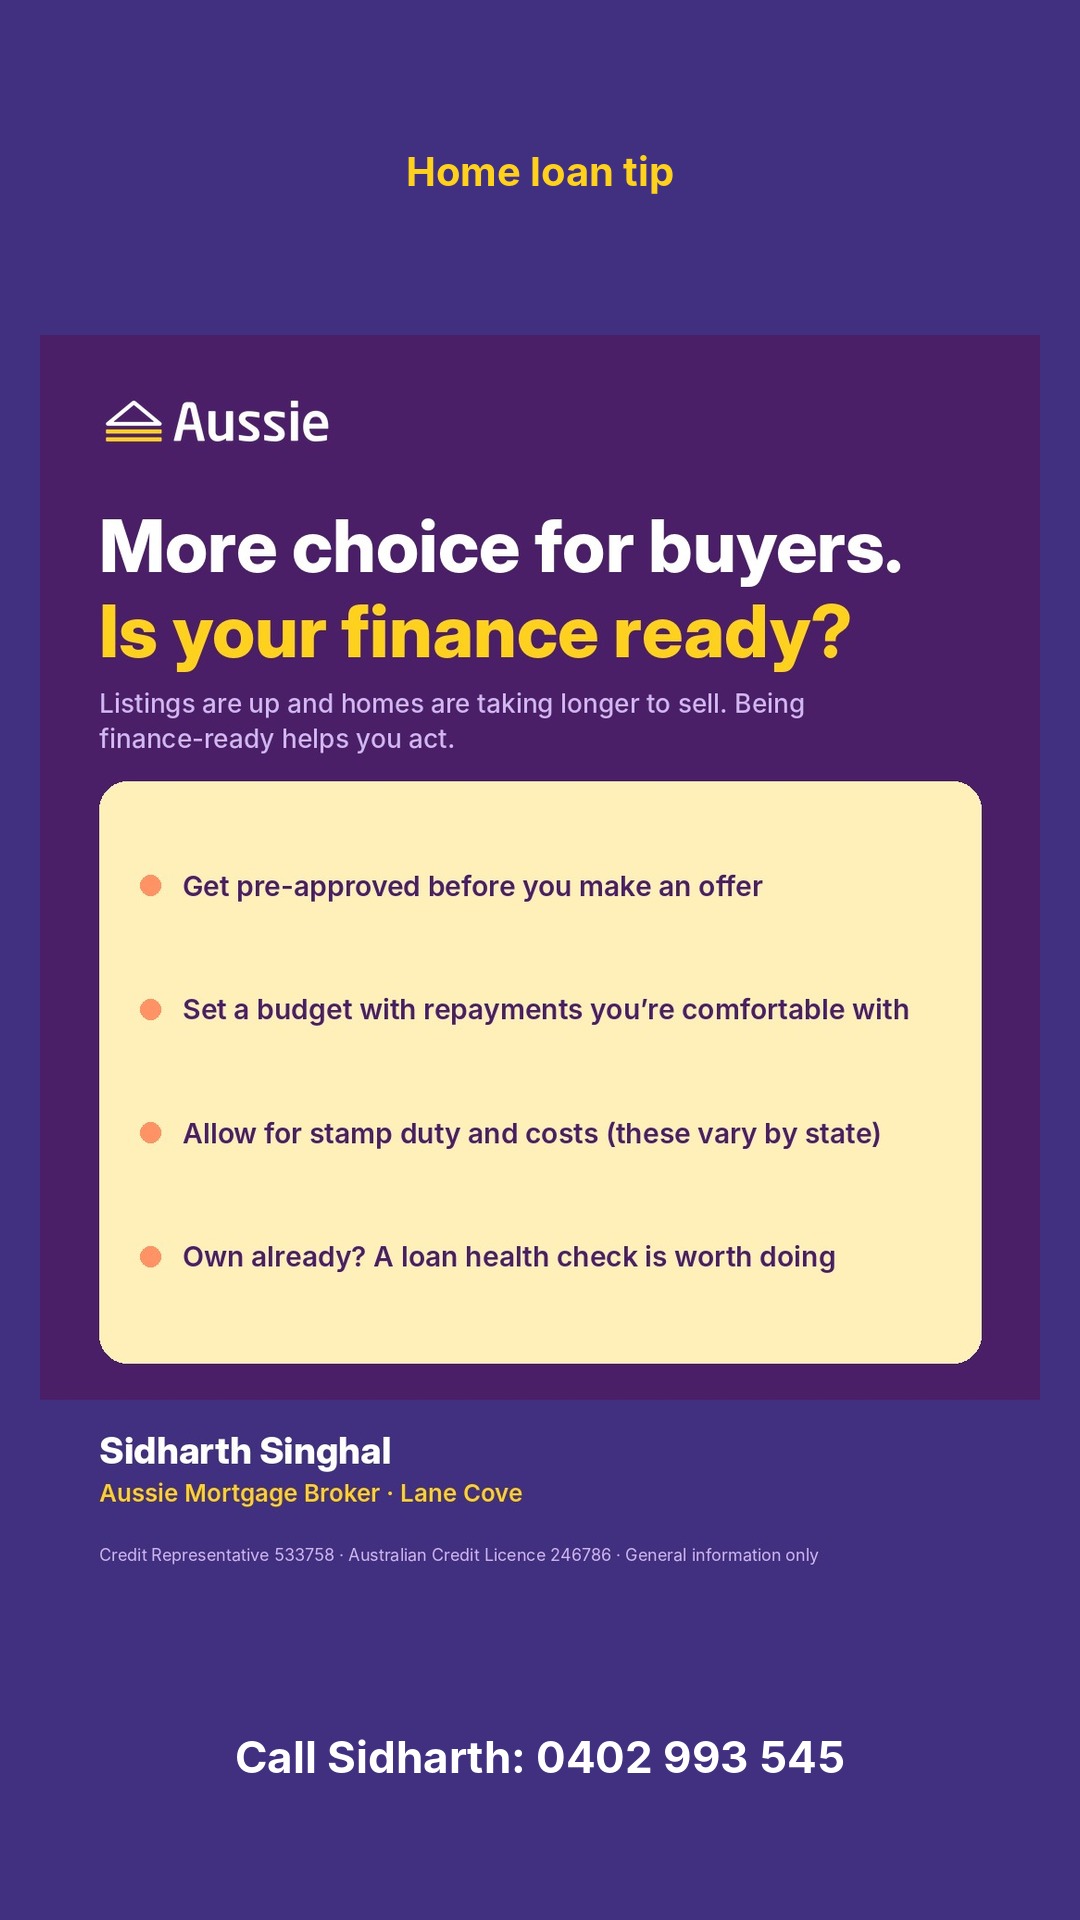 Home loan tip
Aussie
More choice for buyers.
Is your finance ready?
Listings are up and homes are taking longer to sell. Being
finance-ready helps you act.
Get pre-approved before you make an offer
Set a budget with repayments you’re comfortable with
Allow for stamp duty and costs (these vary by state)
Own already? A loan health check is worth doing
Sidharth Singhal
Aussie Mortgage Broker · Lane Cove
Credit Representative 533758 · Australian Credit Licence 246786 · General information only
Call Sidharth: 0402 993 545